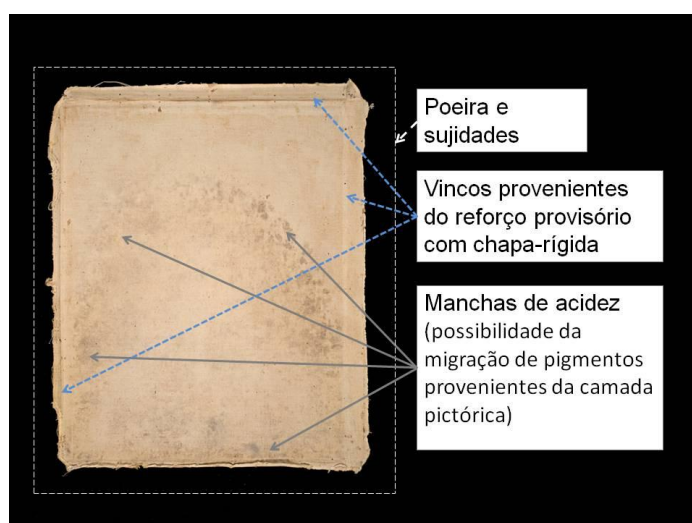 Poeira e
sujidades
Vincos provenientes
do reforço provisório
com chapa-rígida
Manchas de acidez
(possibilidade da
migração de pigmentos
provenientes da camada
pictórica)